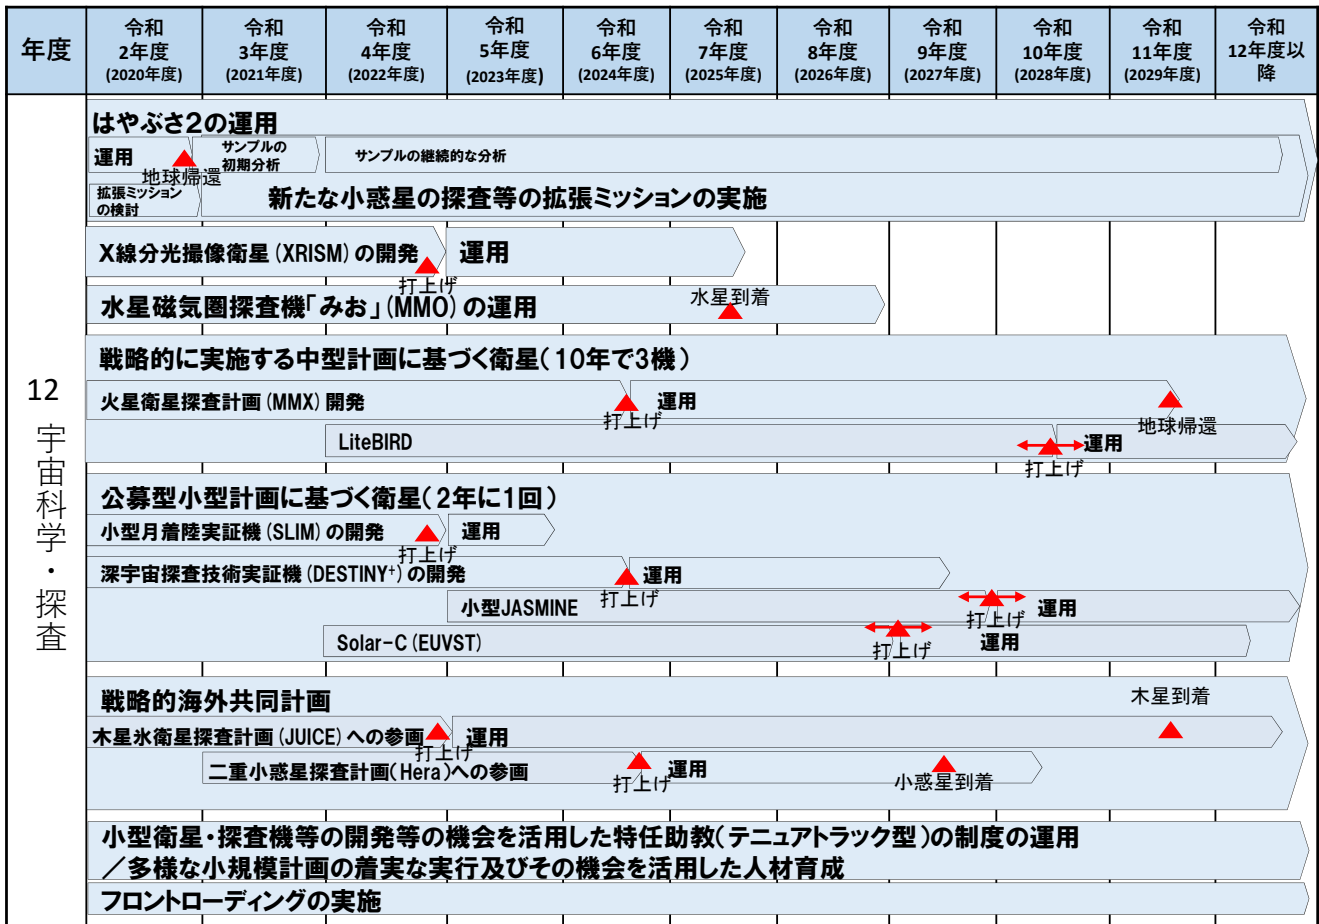 年度
令和
2年度
(2020年度)
令和
3年度
(2021年度)
令和
4年度
(2022年度)
令和
5年度
(2023年度)
令和
6年度
(2024年度)
令和
7年度
(2025年度)
令和
8年度
(2026年度)
令和
9年度
(2027年度)
令和
10年度
(2028年度)
令和
11年度
(2029年度)
令和
12年度以
降
12
宇宙科学・探査
はやぶさ2の運用
運用
地球帰還
サンプルの
初期分析
サンプルの継続的な分析
拡張ミッション
の検討
新たな小惑星の探査等の拡張ミッションの実施
X線分光撮像衛星(XRISM)の開発
打上げ
運用
水星磁気圏探査機「みお」(MMO)の運用
水星到着
戦略的に実施する中型計画に基づく衛星(10年で3機)
火星衛星探査計画(MMX)開発
打上げ
運用
地球帰還
LiteBIRD
打上げ
運用
公募型小型計画に基づく衛星(2年に1回)
小型月着陸実証機(SLIM)の開発
打上げ
運用
深宇宙探査技術実証機(DESTINY⁺)の開発
打上げ
運用
小型JASMINE
打上げ
運用
Solar-C(EUVST)
打上げ
運用
戦略的海外共同計画
木星到着
木星氷衛星探査計画(JUICE)への参画
打上げ
運用
二重小惑星探査計画(Hera)への参画
打上げ
運用
小惑星到着
小型衛星・探査機等の開発等の機会を活用した特任助教(テニュアトラック型)の制度の運用
/多様な小規模計画の着実な実行及びその機会を活用した人材育成
フロントローディングの実施